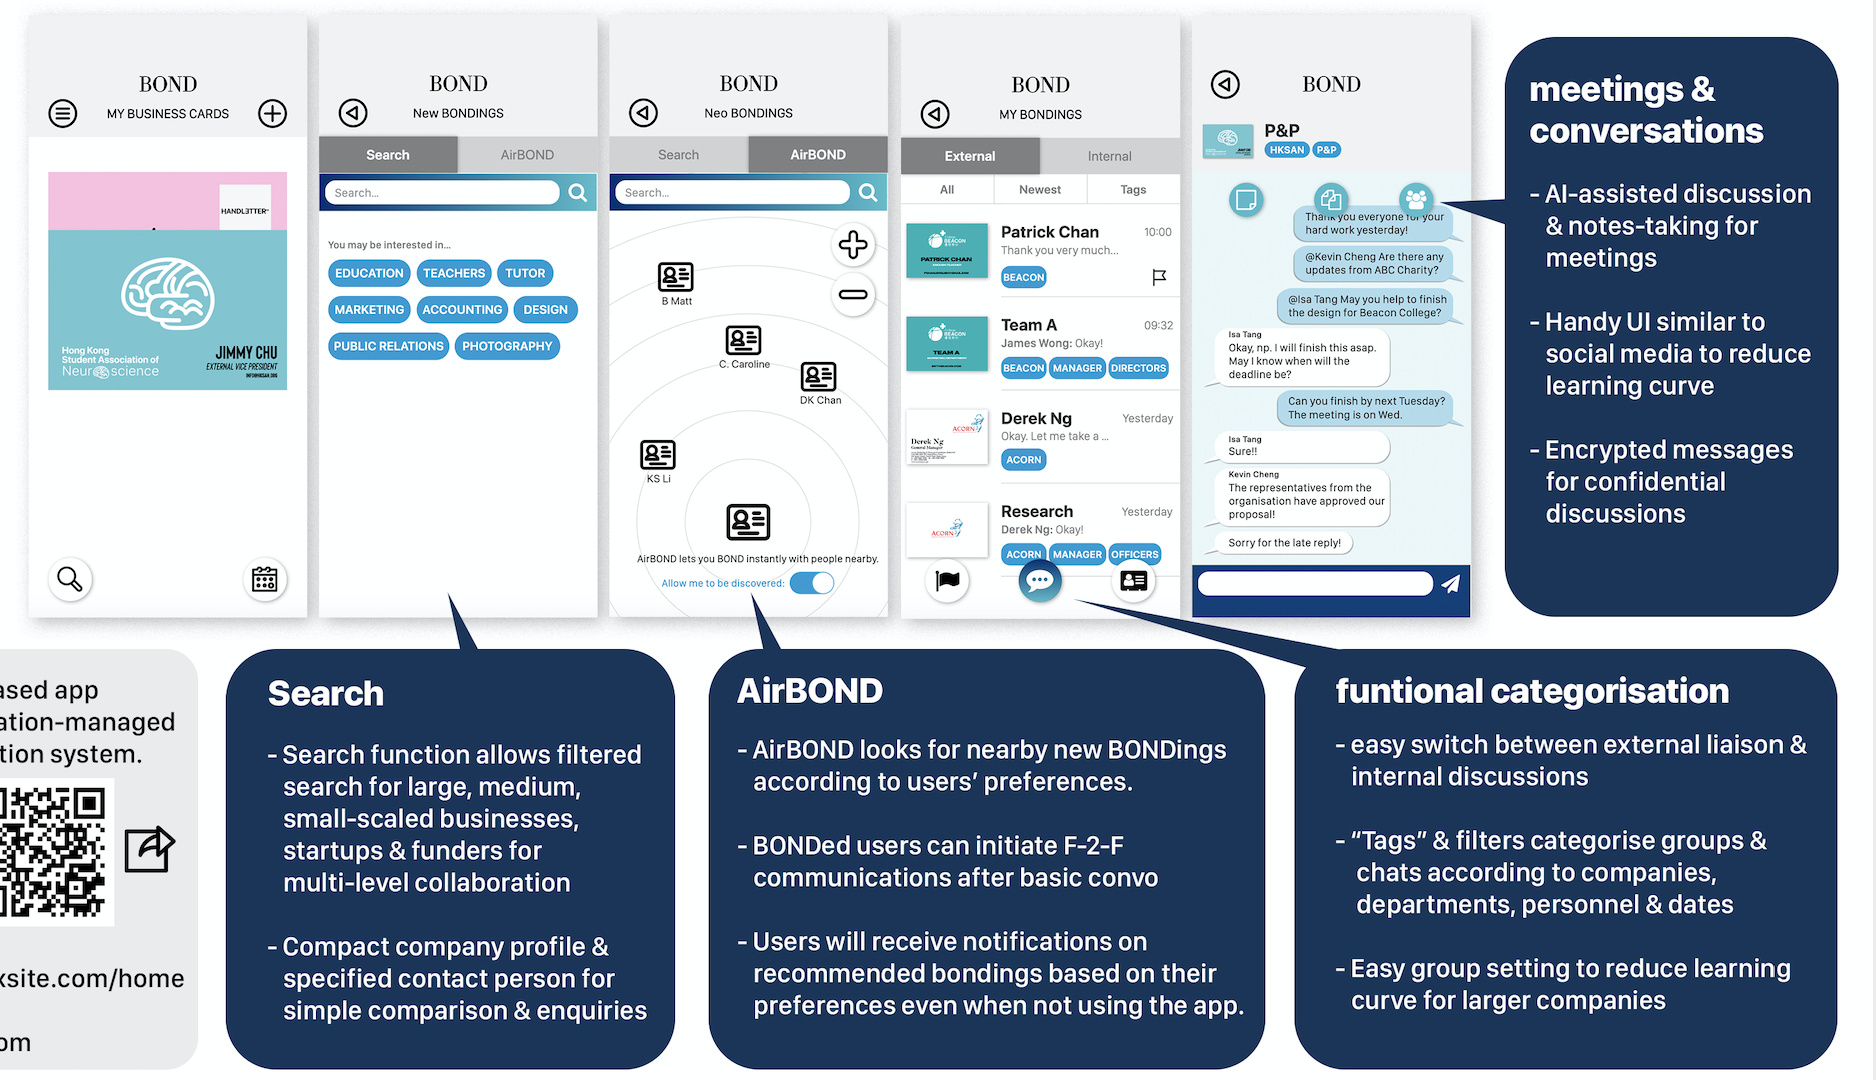 BOND
MY BUSINESS CARDS
HANDLETTER
Hong Kong
Student Association of
Neuroscience
JIMMY CHU
EXTERNAL VICE PRESIDENT
INFO@HKSAN.ORG
BOND
New BONDINGS
Search
AirBOND
Search...
You may be interested in...
EDUCATION TEACHERS TUTOR
MARKETING ACCOUNTING DESIGN
PUBLIC RELATIONS PHOTOGRAPHY
BOND
Neo BONDINGS
Search
AirBOND
Search...
B Matt
C. Caroline
DK Chan
KS Li
AirBOND lets you BOND instantly with people nearby.
Allow me to be discovered:
BOND
MY BONDINGS
External
Internal
All
Newest
Tags
BEACON
PATRICK CHAN
Patrick Chan 10:00
Thank you very much...
BEACON
BEACON
TEAM A
Team A 09:32
James Wong: Okay!
BEACON MANAGER DIRECTORS
ACORN
Derek Ng
General Manager
Derek Ng Yesterday
Okay. Let me take a ...
ACORN
ACORN
Research Yesterday
Derek Ng: Okay!
ACORN MANAGER OFFICERS
BOND
P&P
HKSAN P&P
Thank you everyone for your
hard work yesterday!
@Kevin Cheng Are there any
updates from ABC Charity?
@Isa Tang May you help to finish
the design for Beacon College?
Isa Tang
Okay, np. I will finish this asap.
May I know when will the
deadline be?
Can you finish by next Tuesday?
The meeting is on Wed.
Isa Tang
Sure!!
Kevin Cheng
The representatives from the
organisation have approved our
proposal!
Sorry for the late reply!
meetings &
conversations
- AI-assisted discussion
& notes-taking for
meetings
- Handy UI similar to
social media to reduce
learning curve
- Encrypted messages
for confidential
discussions
ased app
ation-managed
tion system.
xsite.com/home
om
Search
- Search function allows filtered
search for large, medium,
small-scaled businesses,
startups & funders for
multi-level collaboration
- Compact company profile &
specified contact person for
simple comparison & enquiries
AirBOND
- AirBOND looks for nearby new BONDings
according to users’ preferences.
- BONDed users can initiate F-2-F
communications after basic convo
- Users will receive notifications on
recommended bondings based on their
preferences even when not using the app.
funtional categorisation
- easy switch between external liaison &
internal discussions
- “Tags” & filters categorise groups &
chats according to companies,
departments, personnel & dates
- Easy group setting to reduce learning
curve for larger companies